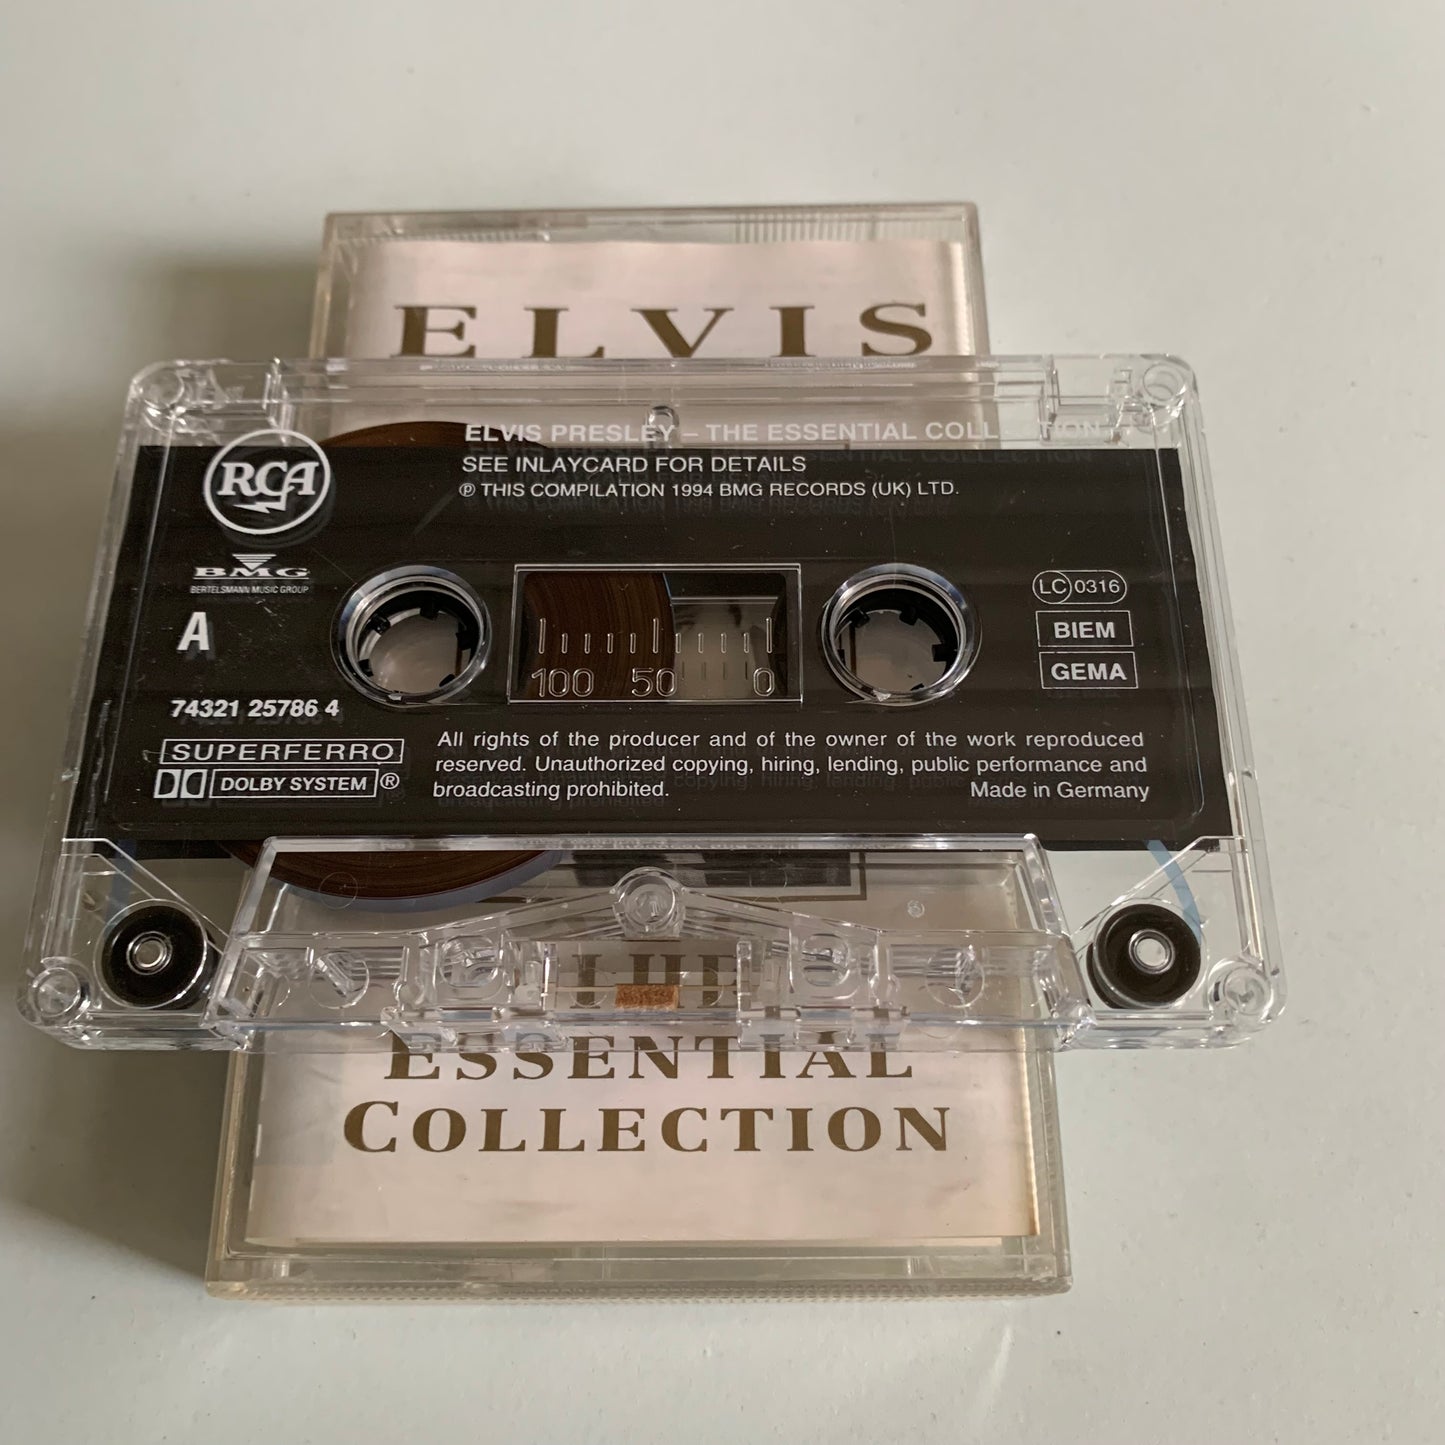 ELVIS
ELVIS PRESLEY – THE ESSENTIAL COLLECTION
SEE INLAYCARD FOR DETAILS
℗ THIS COMPILATION 1994 BMG RECORDS (UK) LTD.
RCA
BMG
BERTELSMANN MUSIC GROUP
A
100 50 0
LC 0316
BIEM
GEMA
74321 25786 4
SUPERFERRO
DOLBY SYSTEM ®
All rights of the producer and of the owner of the work reproduced
reserved. Unauthorized copying, hiring, lending, public performance and
broadcasting prohibited. Made in Germany
THE
ESSENTIAL
COLLECTION